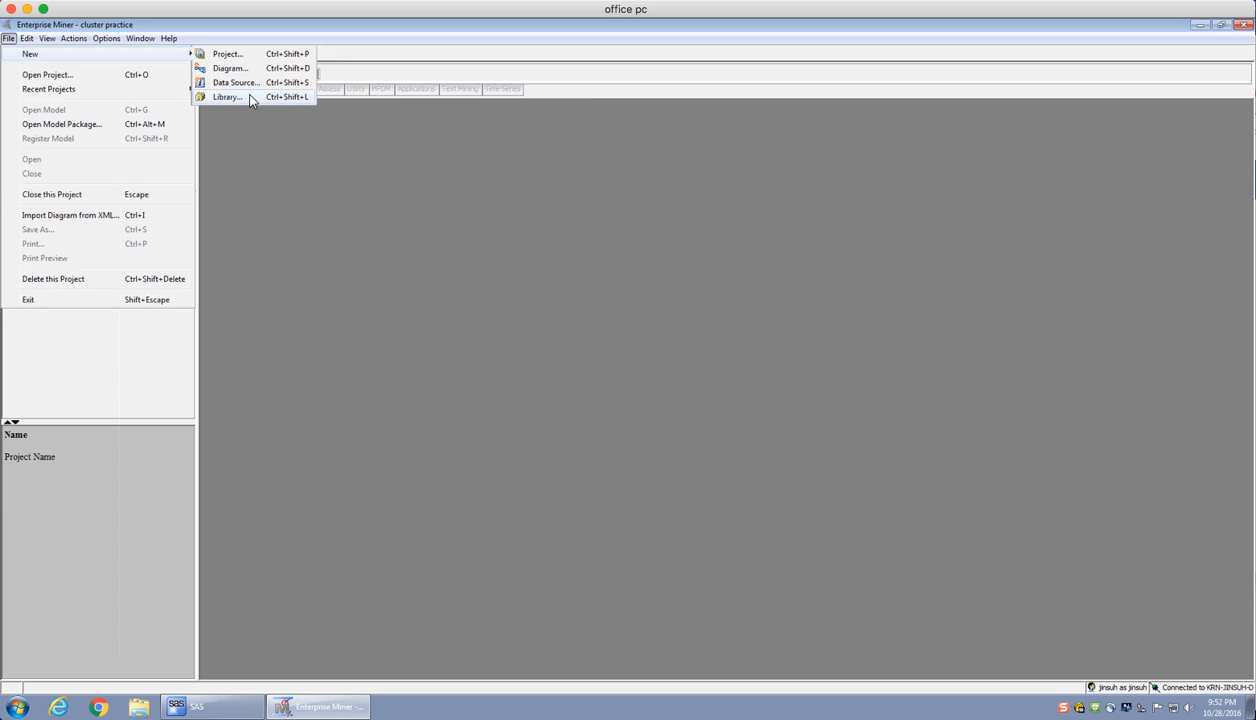 office pc
Enterprise Miner - cluster practice
File Edit View Actions Options Window Help
New
Project... Ctrl+Shift+P
Diagram... Ctrl+Shift+D
Data Source... Ctrl+Shift+S
Library... Ctrl+Shift+L
Assess Utility HPDM Applications Text Mining Time Series
Open Project... Ctrl+O
Recent Projects
Open Model Ctrl+G
Open Model Package... Ctrl+Alt+M
Register Model Ctrl+Shift+R
Open
Close
Close this Project Escape
Import Diagram from XML... Ctrl+I
Save As... Ctrl+S
Print... Ctrl+P
Print Preview
Delete this Project Ctrl+Shift+Delete
Exit Shift+Escape
Name
Project Name
jinsuh as jinsuh Connected to KRN-JINSUH-D
sas SAS
Enterprise Miner -...
9:52 PM
10/28/2016